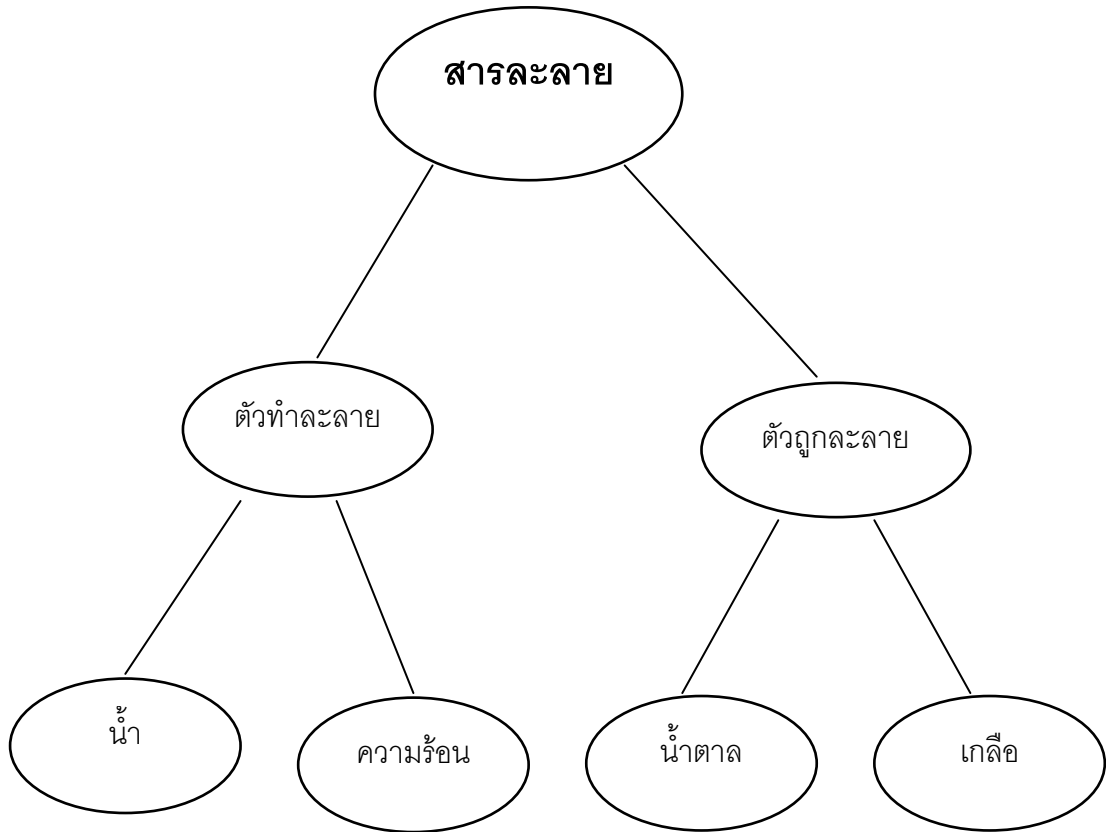 สารละลาย
ตัวทำละลาย
ตัวถูกละลาย
น้ำ
ความร้อน
น้ำตาล
เกลือ